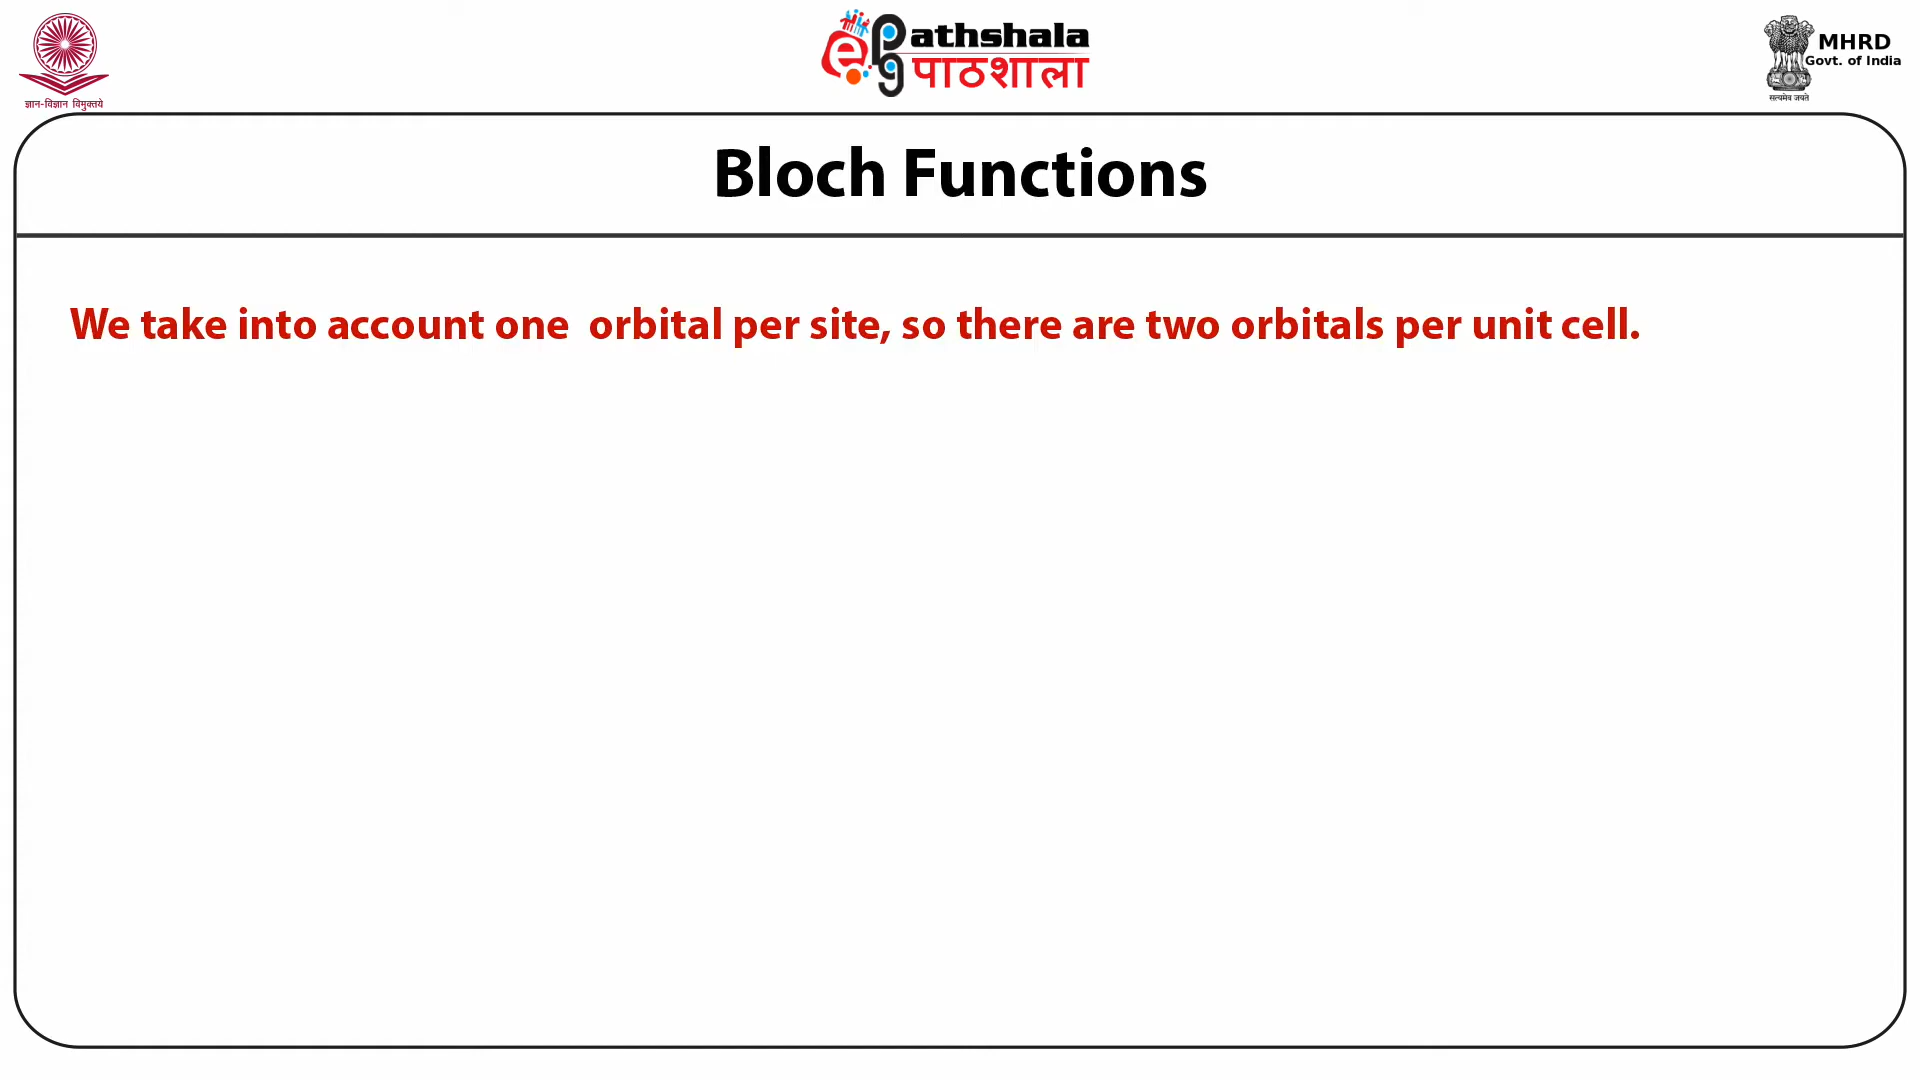 ज्ञान-विज्ञान विमुक्तये
ePathshala
पाठशाला
MHRD
Govt. of India
सत्यमेव जयते
Bloch Functions
We take into account one orbital per site, so there are two orbitals per unit cell.